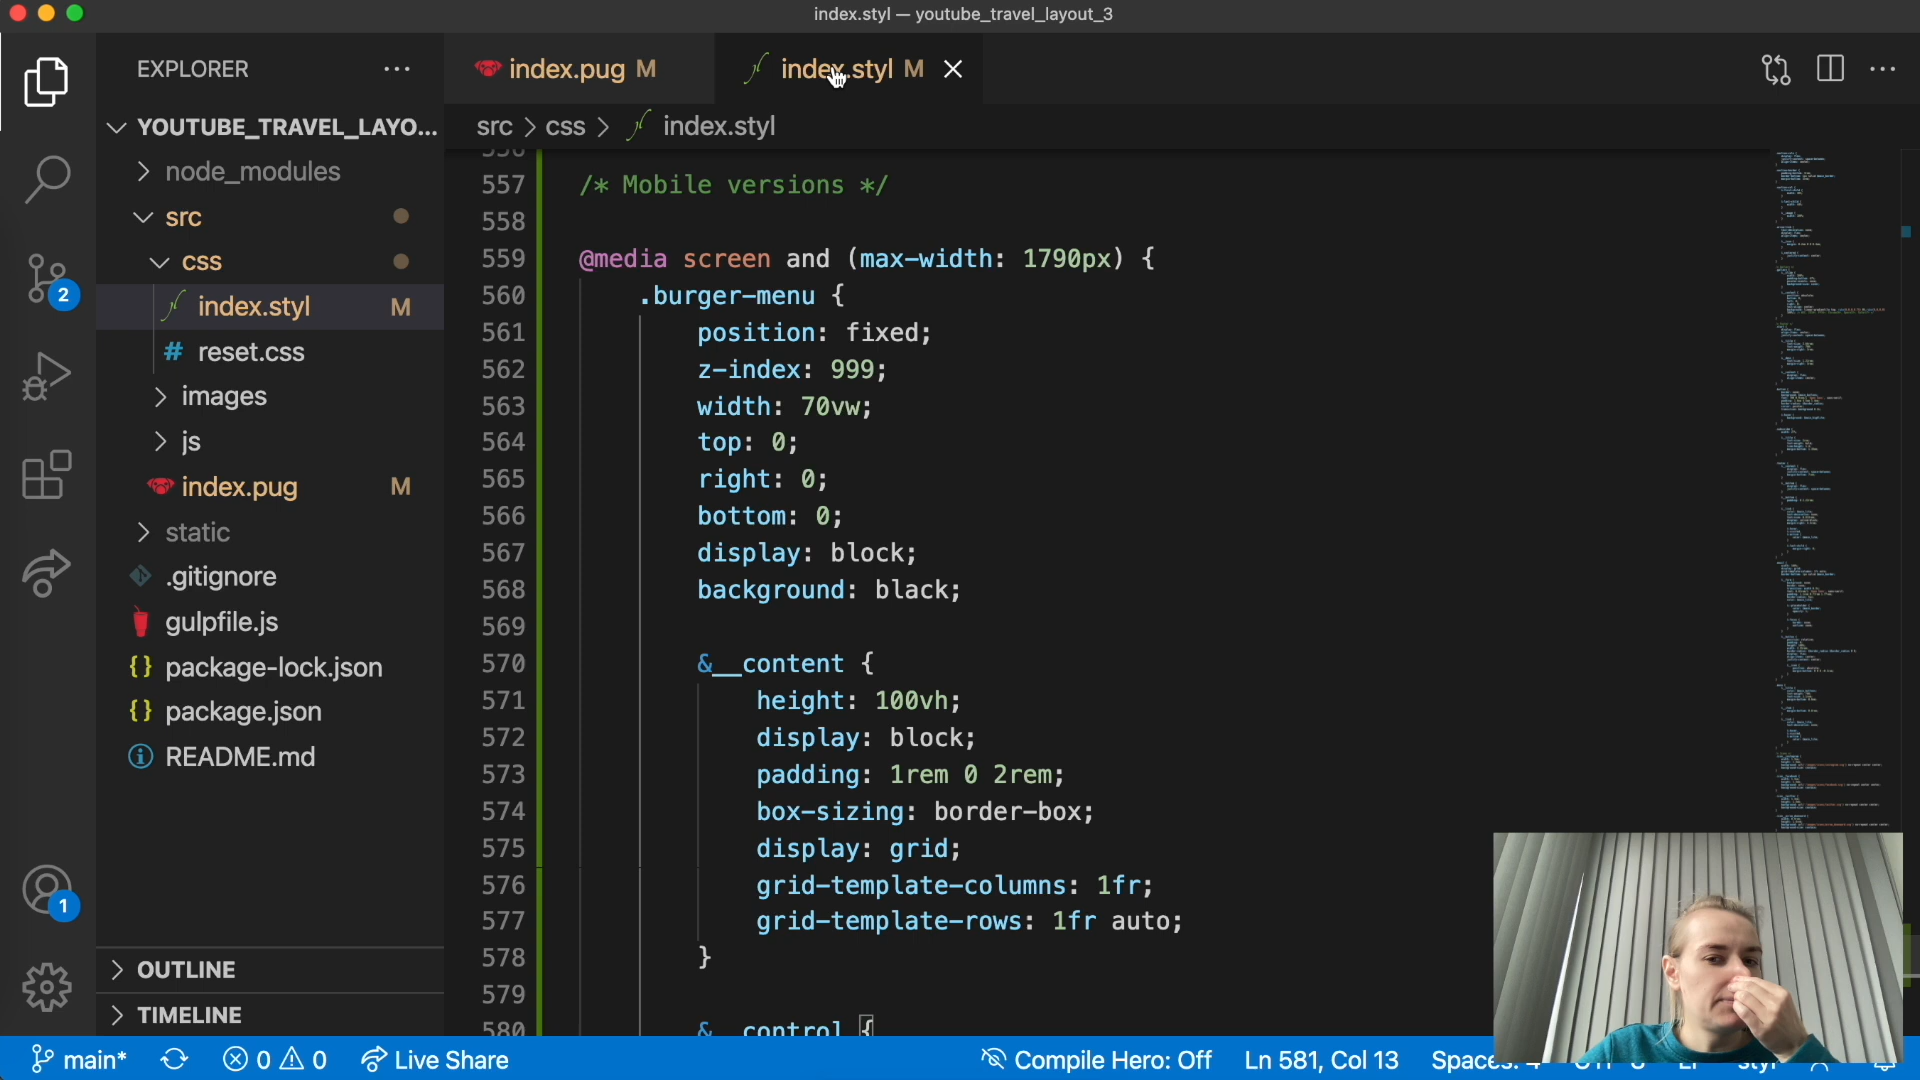 index.styl — youtube_travel_layout_3
EXPLORER
index.pug M
index.styl M
YOUTUBE_TRAVEL_LAYO...
src > css > index.styl
node_modules
src
css
index.styl M
reset.css
images
js
index.pug M
static
.gitignore
gulpfile.js
package-lock.json
package.json
README.md
OUTLINE
TIMELINE
2
1
556
557 /* Mobile versions */
558
559 @media screen and (max-width: 1790px) {
560 .burger-menu {
561 position: fixed;
562 z-index: 999;
563 width: 70vw;
564 top: 0;
565 right: 0;
566 bottom: 0;
567 display: block;
568 background: black;
569
570 &__content {
571 height: 100vh;
572 display: block;
573 padding: 1rem 0 2rem;
574 box-sizing: border-box;
575 display: grid;
576 grid-template-columns: 1fr;
577 grid-template-rows: 1fr auto;
578 }
579
580 &__control {
main* 0 0 Live Share Compile Hero: Off Ln 581, Col 13